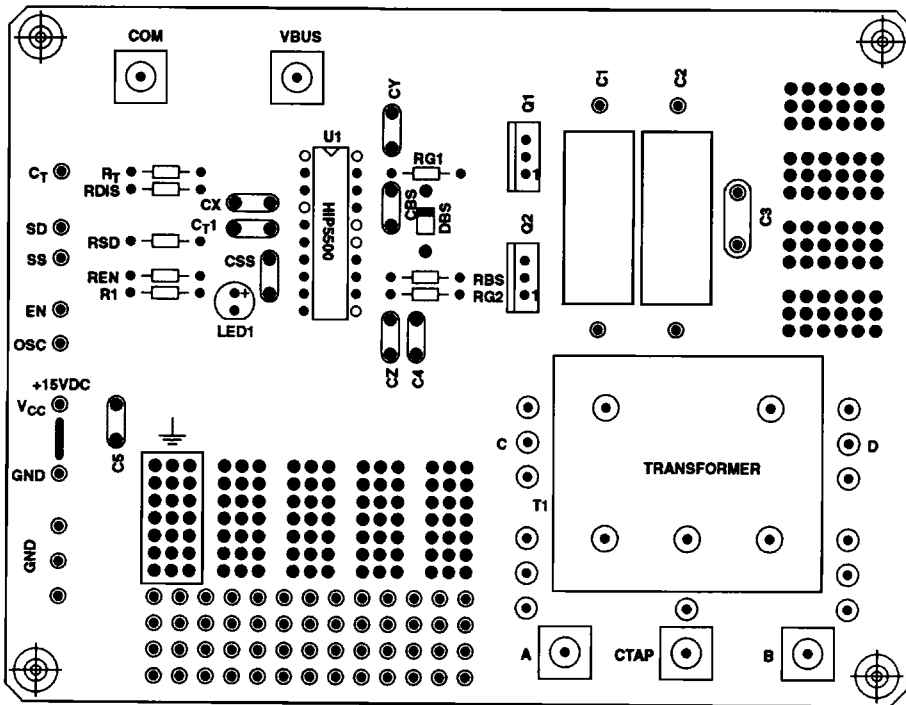 COM
VBUS
CY
Q1
C1
C2
U1
CT
RT
RG1
RDIS
1
CX
CBS
DBS
C3
HIP5500
CT1
SD
RSD
Q2
SS
CSS
REN
RBS
R1
+
RG2
1
EN
LED1
OSC
CZ
C4
+15VDC
VCC
C5
C
D
GND
TRANSFORMER
T1
GND
A
CTAP
B